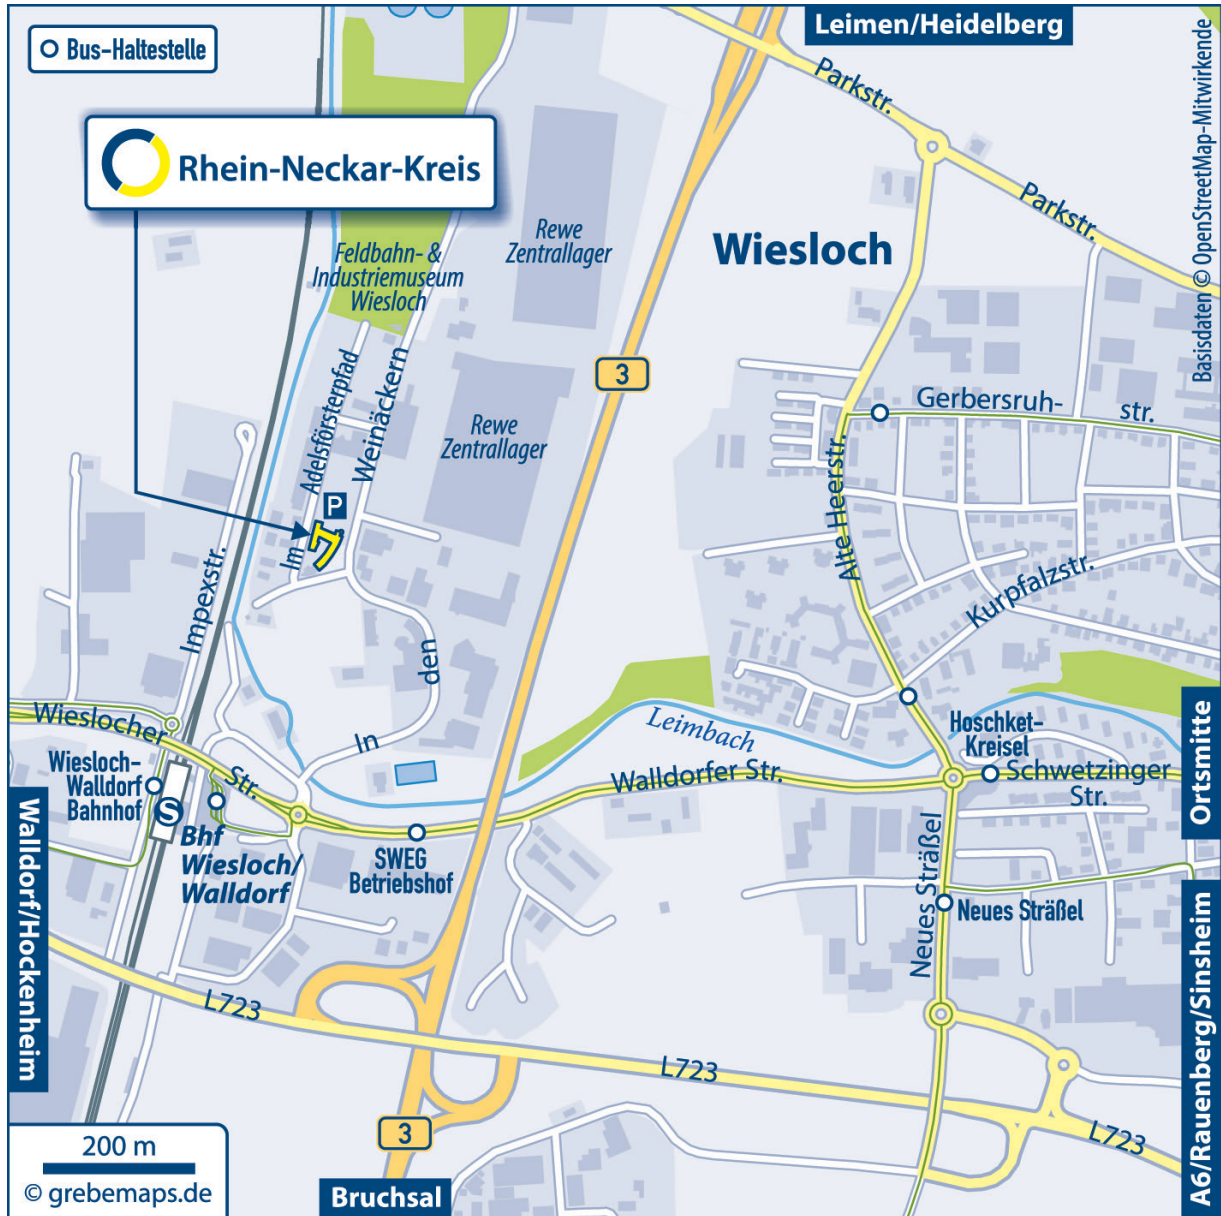 Leimen/Heidelberg
Bus-Haltestelle
Parkstr.
Basisdaten © OpenStreetMap-Mitwirkende
Rhein-Neckar-Kreis
Parkstr.
Rewe
Zentrallager
Wiesloch
Feldbahn- &
Industriemuseum
Wiesloch
3
Adelsförsterpfad
Im
Weinäckern
Gerbersruh-
str.
Rewe
Zentrallager
Alte Heerstr.
P
Impexstr.
Kurpfalzstr.
den
In
Leimbach
Wieslocher
Str.
Hoschket-
Kreisel
Wiesloch-
Walldorf
Bahnhof
S
Bhf
Wiesloch/
Walldorf
Walldorfer Str.
Schwetzinger
Str.
Ortsmitte
SWEG
Betriebshof
Neues Sträßel
Neues Sträßel
Walldorf/Hockenheim
L723
L723
L723
A6/Rauenberg/Sinsheim
3
200 m
© grebemaps.de
Bruchsal